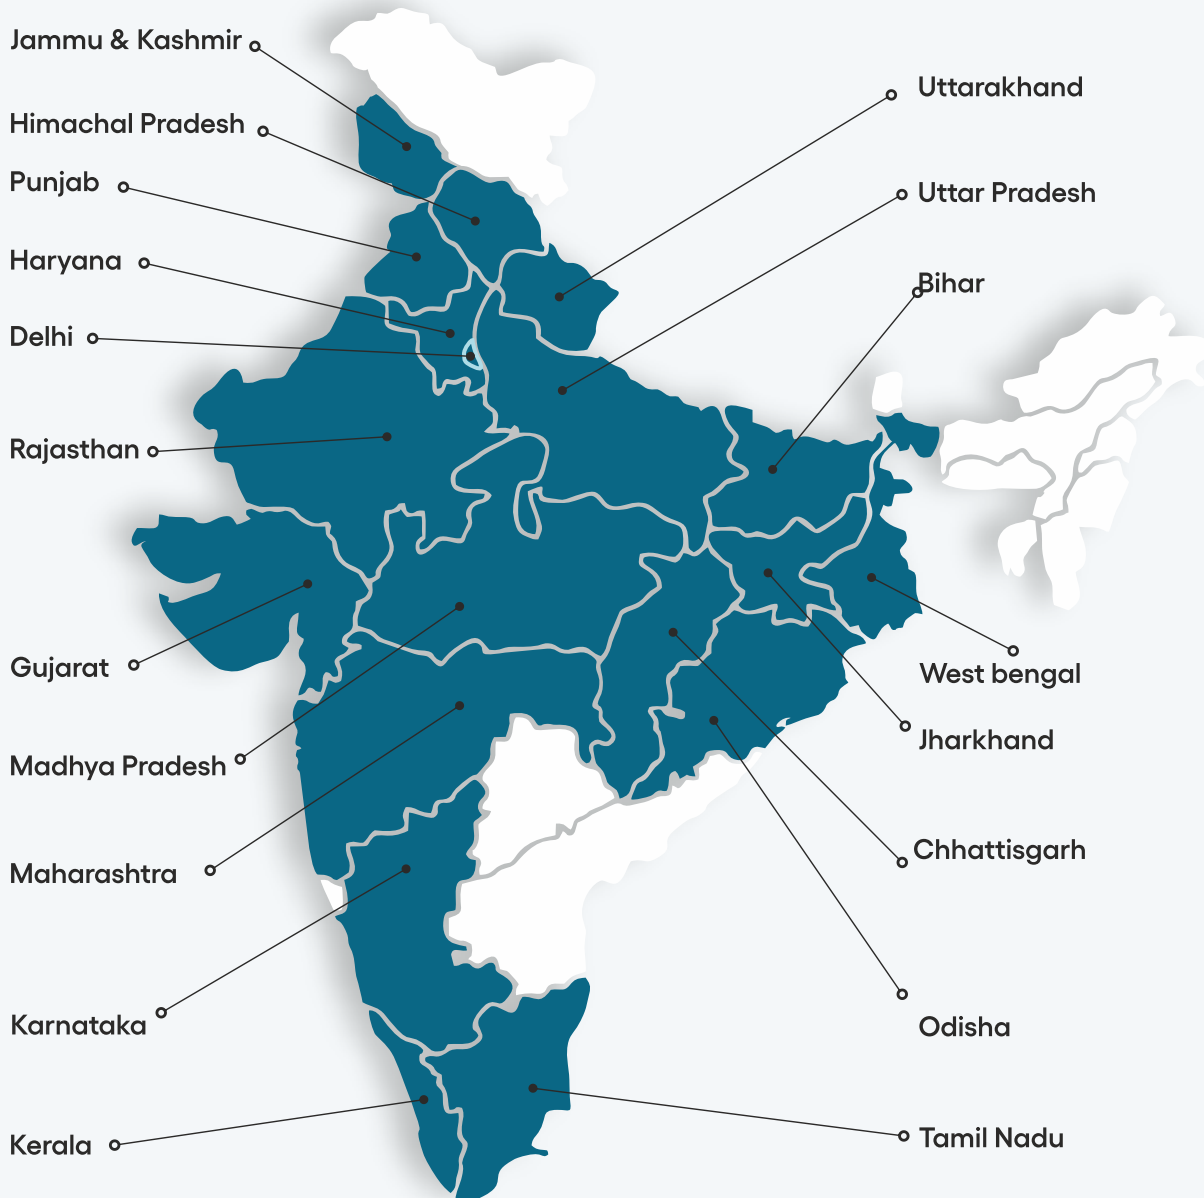 Jammu & Kashmir
Himachal Pradesh
Punjab
Haryana
Delhi
Rajasthan
Gujarat
Madhya Pradesh
Maharashtra
Karnataka
Kerala
Uttarakhand
Uttar Pradesh
Bihar
West bengal
Jharkhand
Chhattisgarh
Odisha
Tamil Nadu